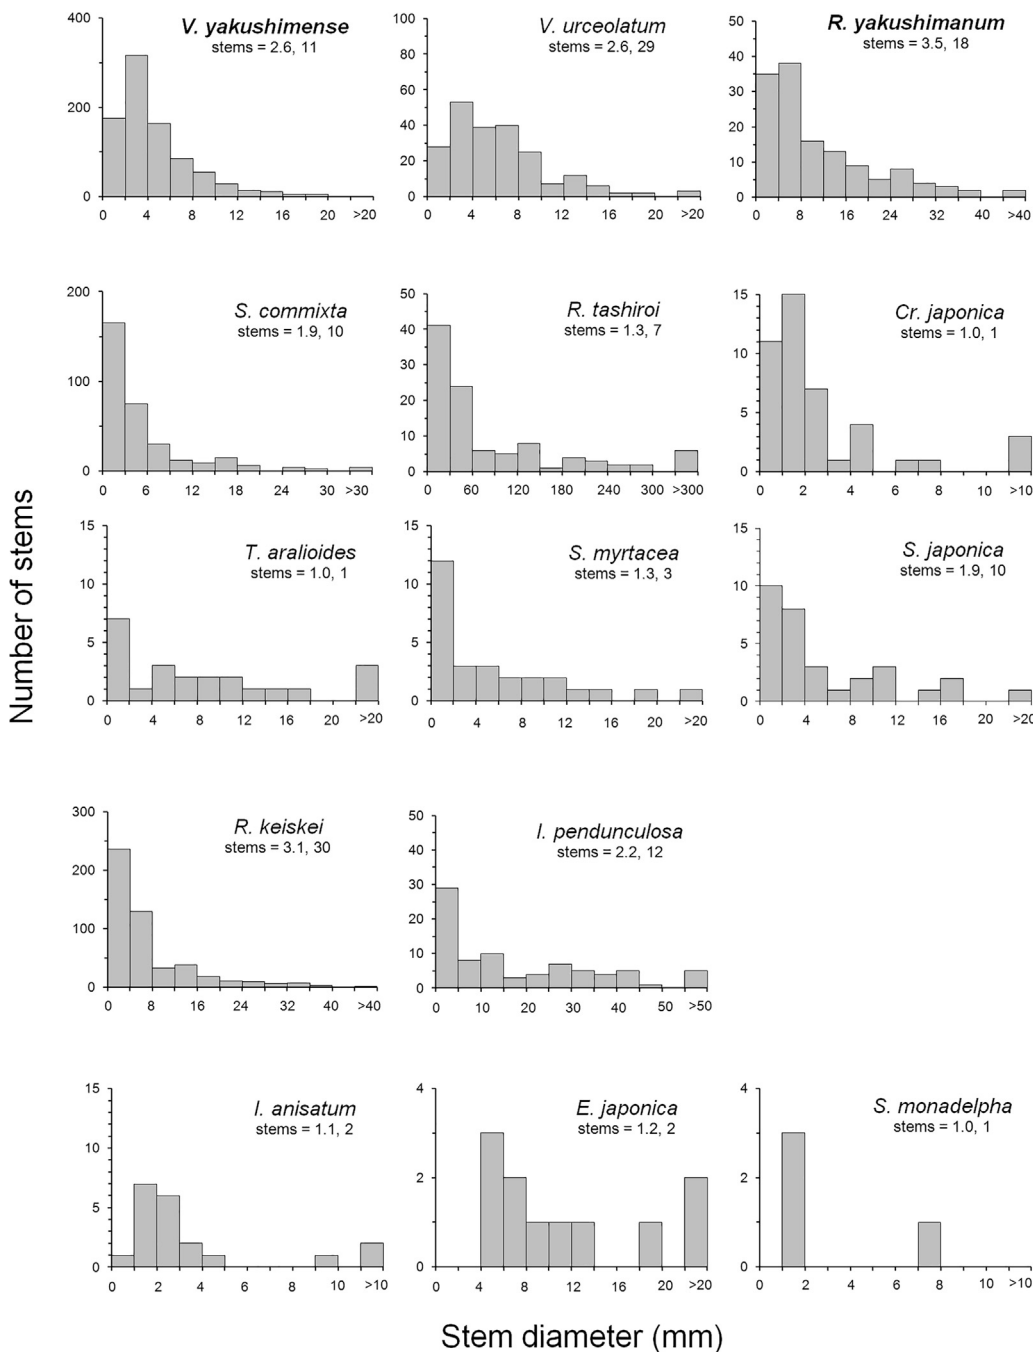 V. yakushimense
stems = 2.6, 11
400
200
0
0 4 8 12 16 20 >20
V. urceolatum
stems = 2.6, 29
100
80
60
40
20
0
0 4 8 12 16 20 >20
R. yakushimanum
stems = 3.5, 18
50
40
30
20
10
0
0 8 16 24 32 40 >40
S. commixta
stems = 1.9, 10
200
100
0
0 6 12 18 24 30 >30
R. tashiroi
stems = 1.3, 7
50
40
30
20
10
0
0 60 120 180 240 300 >300
Cr. japonica
stems = 1.0, 1
15
10
5
0
0 2 4 6 8 10 >10
Number of stems
T. aralioides
stems = 1.0, 1
15
10
5
0
0 4 8 12 16 20 >20
S. myrtacea
stems = 1.3, 3
15
10
5
0
0 4 8 12 16 20 >20
S. japonica
stems = 1.9, 10
15
10
5
0
0 4 8 12 16 20 >20
R. keiskei
stems = 3.1, 30
300
200
100
0
0 8 16 24 32 40 >40
I. pendunculosa
stems = 2.2, 12
50
40
30
20
10
0
0 10 20 30 40 50 >50
I. anisatum
stems = 1.1, 2
15
10
5
0
0 2 4 6 8 10 >10
E. japonica
stems = 1.2, 2
4
2
0
0 4 8 12 16 20 >20
S. monadelpha
stems = 1.0, 1
4
2
0
0 2 4 6 8 10 >10
Stem diameter (mm)